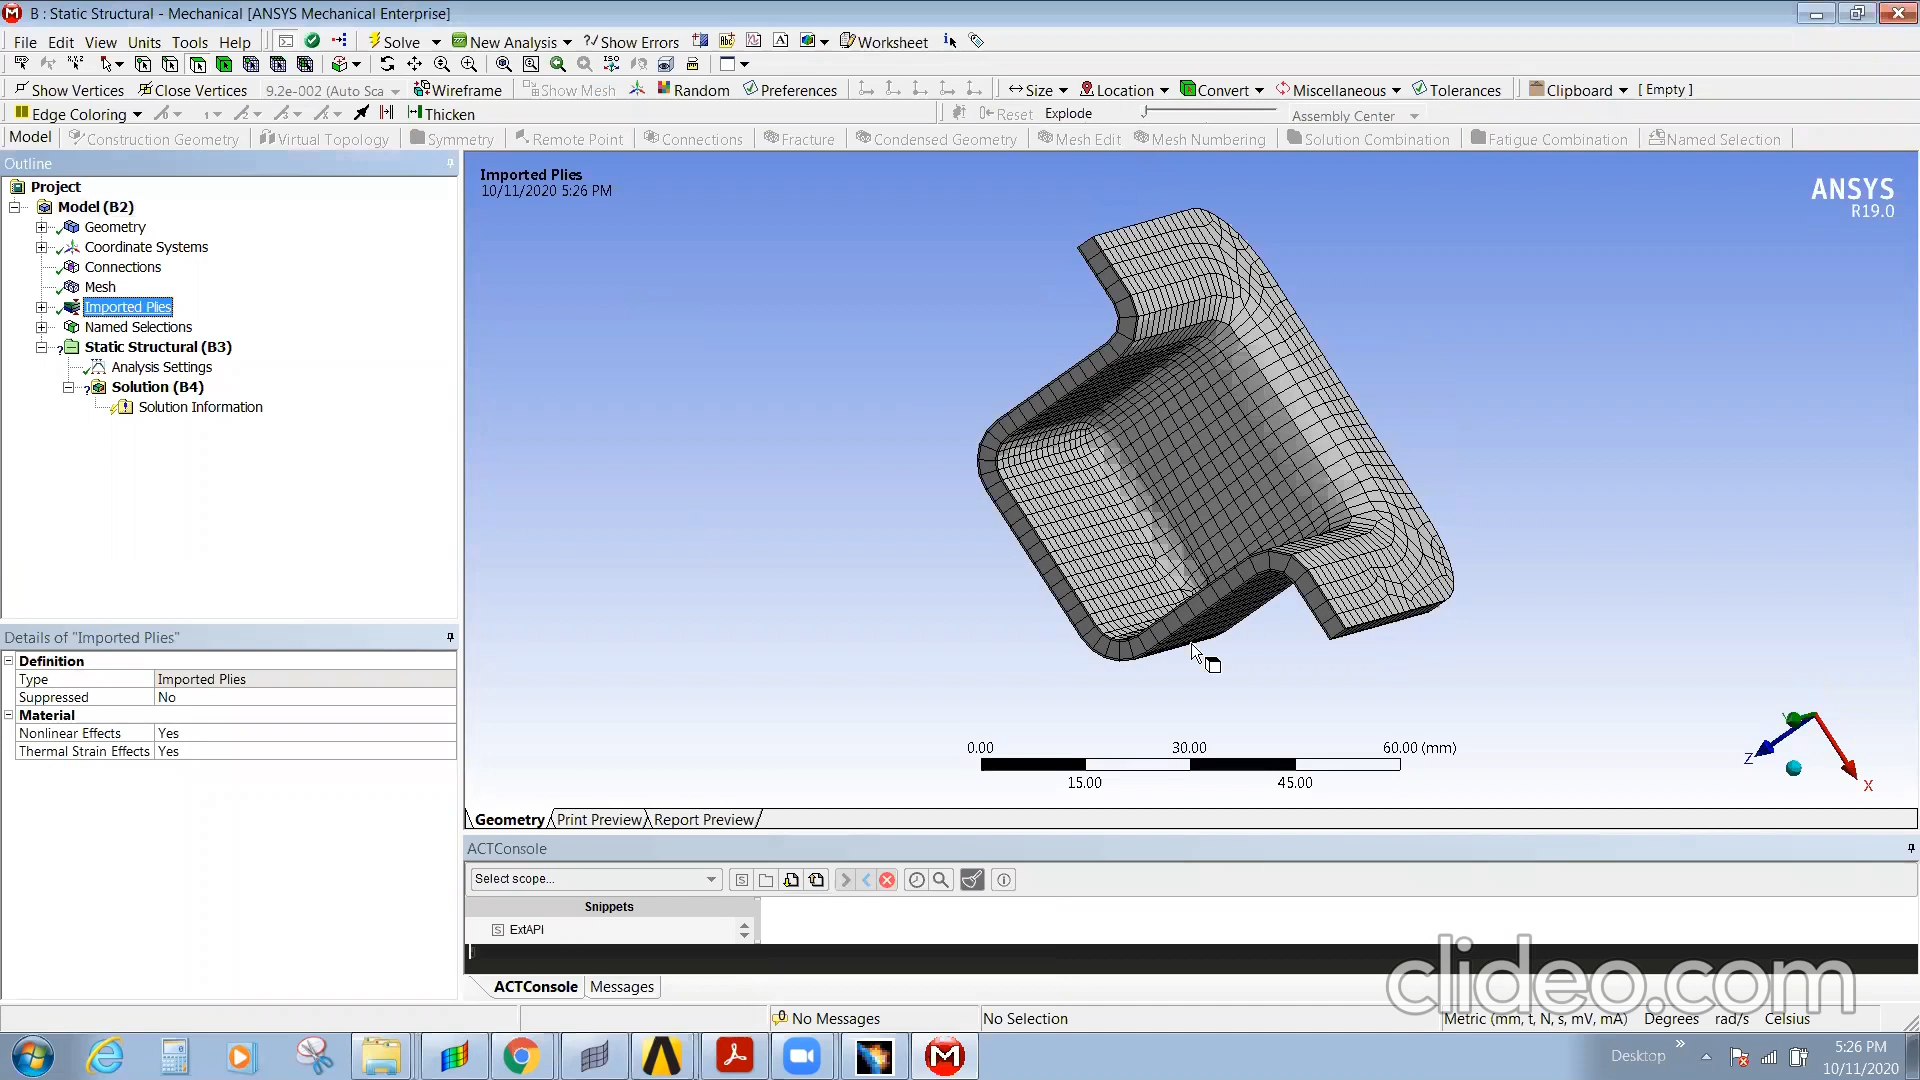 B : Static Structural - Mechanical [ANSYS Mechanical Enterprise]
File Edit View Units Tools Help Solve New Analysis ?/ Show Errors Worksheet
Show Vertices Close Vertices 9.2e-002 (Auto Sca Wireframe Show Mesh Random Preferences Size Location Convert Miscellaneous Tolerances Clipboard [ Empty ]
Edge Coloring Thicken Reset Explode Assembly Center
Model Construction Geometry Virtual Topology Symmetry Remote Point Connections Fracture Condensed Geometry Mesh Edit Mesh Numbering Solution Combination Fatigue Combination Named Selection
Outline
Project
Model (B2)
Geometry
Coordinate Systems
Connections
Mesh
Imported Plies
Named Selections
Static Structural (B3)
Analysis Settings
Solution (B4)
Solution Information
Details of "Imported Plies"
Definition
Type Imported Plies
Suppressed No
Material
Nonlinear Effects Yes
Thermal Strain Effects Yes
Imported Plies
10/11/2020 5:26 PM
ANSYS
R19.0
0.00 30.00 60.00 (mm)
15.00 45.00
Z X
Geometry Print Preview Report Preview
ACTConsole
Select scope...
Snippets
ExtAPI
ACTConsole Messages
clideo.com
No Messages No Selection Metric (mm, t, N, s, mV, mA) Degrees rad/s Celsius
Desktop
5:26 PM
10/11/2020